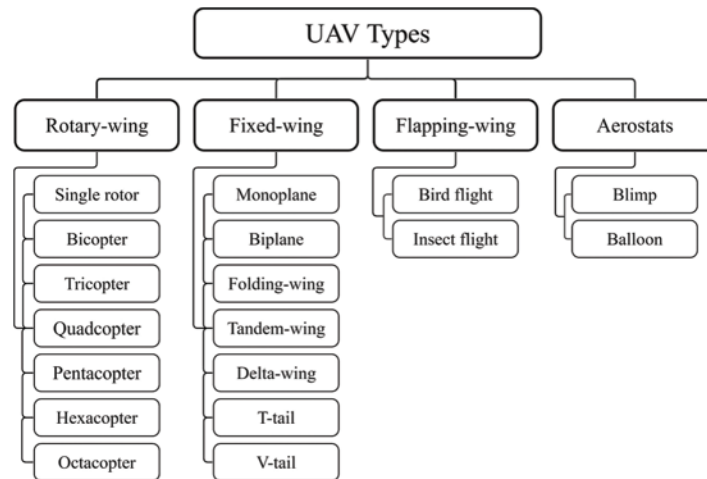 UAV Types
Rotary-wing
Fixed-wing
Flapping-wing
Aerostats
Single rotor
Bicopter
Tricopter
Quadcopter
Pentacopter
Hexacopter
Octacopter
Monoplane
Biplane
Folding-wing
Tandem-wing
Delta-wing
T-tail
V-tail
Bird flight
Insect flight
Blimp
Balloon